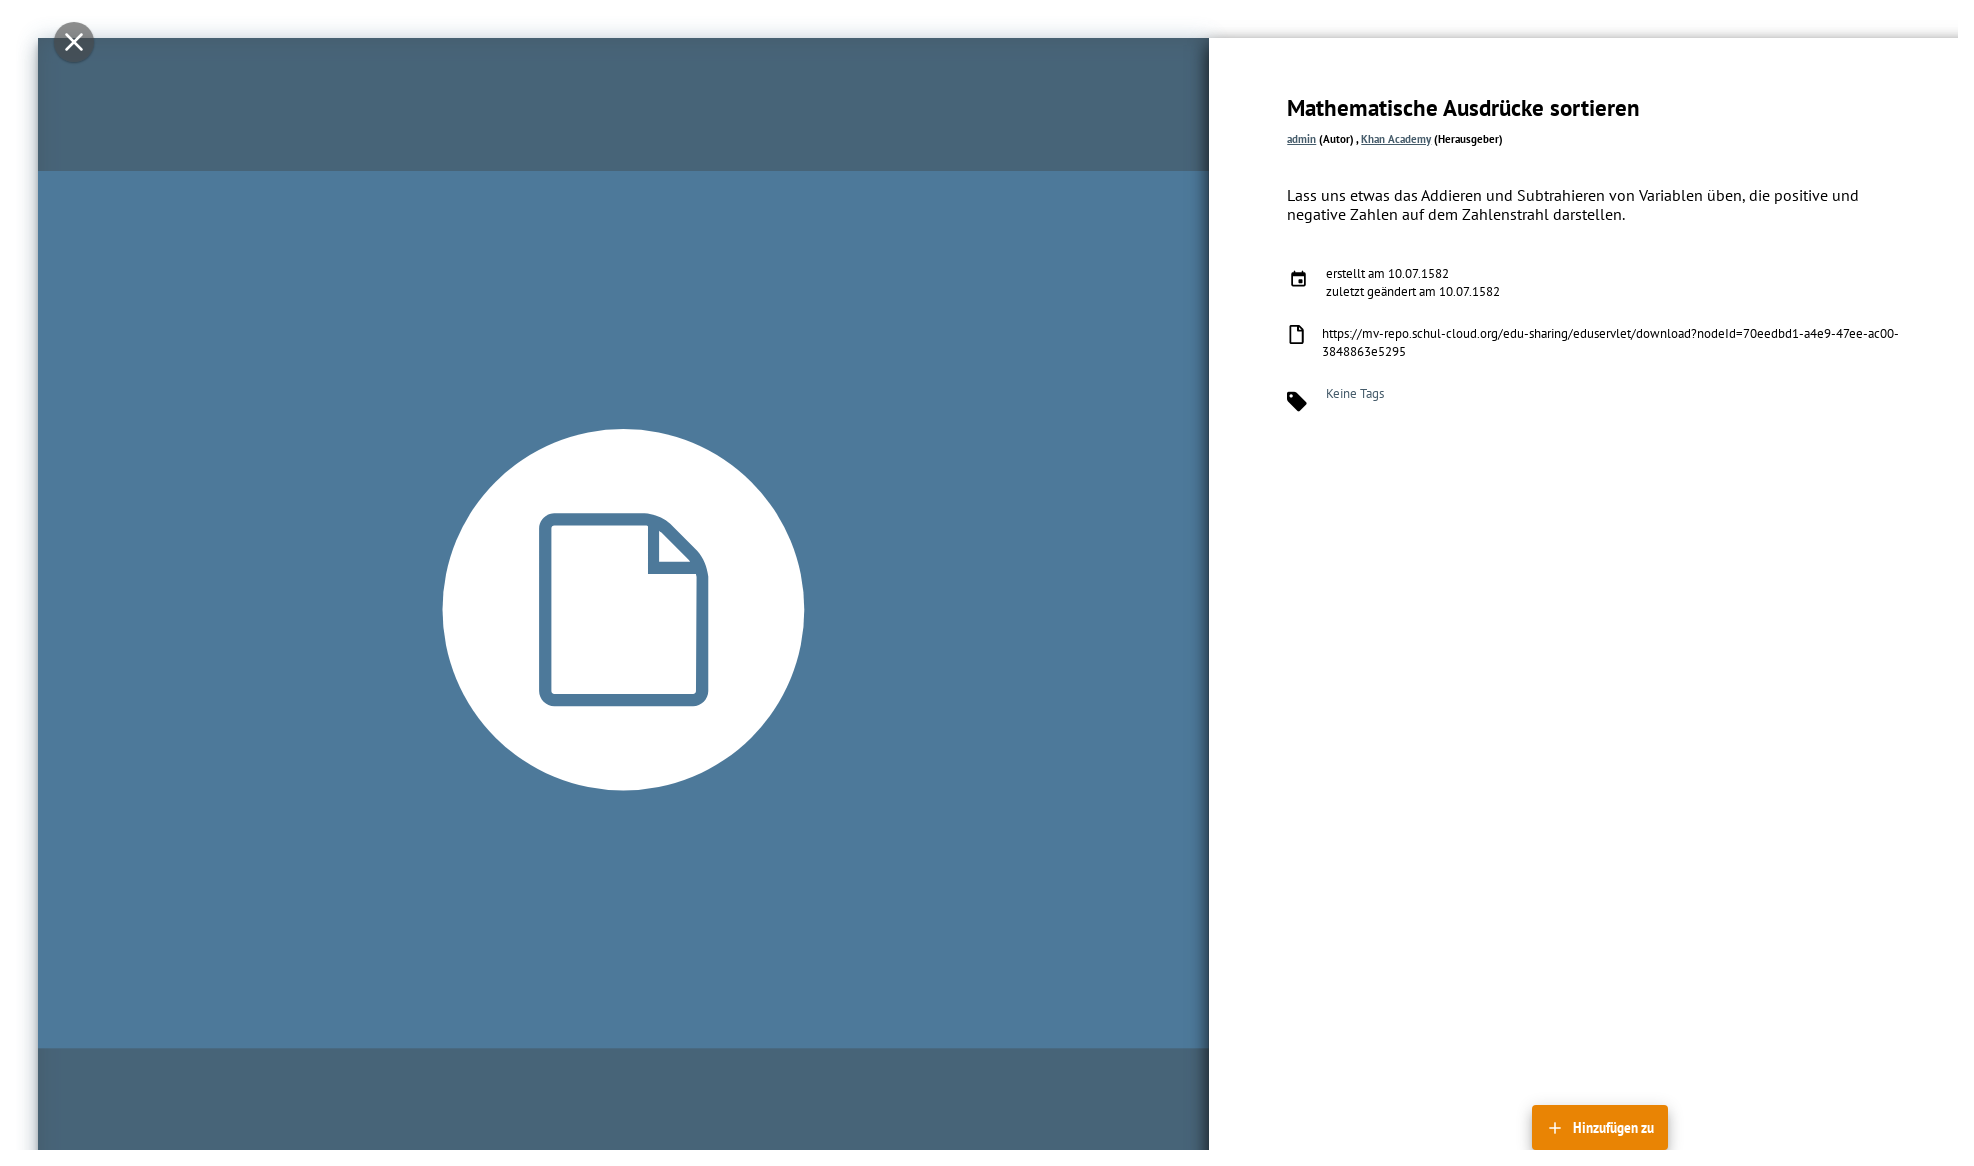 Mathematische Ausdrücke sortieren
admin (Autor) , Khan Academy (Herausgeber)
Lass uns etwas das Addieren und Subtrahieren von Variablen üben, die positive und
negative Zahlen auf dem Zahlenstrahl darstellen.
erstellt am 10.07.1582
zuletzt geändert am 10.07.1582
https://mv-repo.schul-cloud.org/edu-sharing/eduservlet/download?nodeId=70eedbd1-a4e9-47ee-ac00-
3848863e5295
Keine Tags
Hinzufügen zu